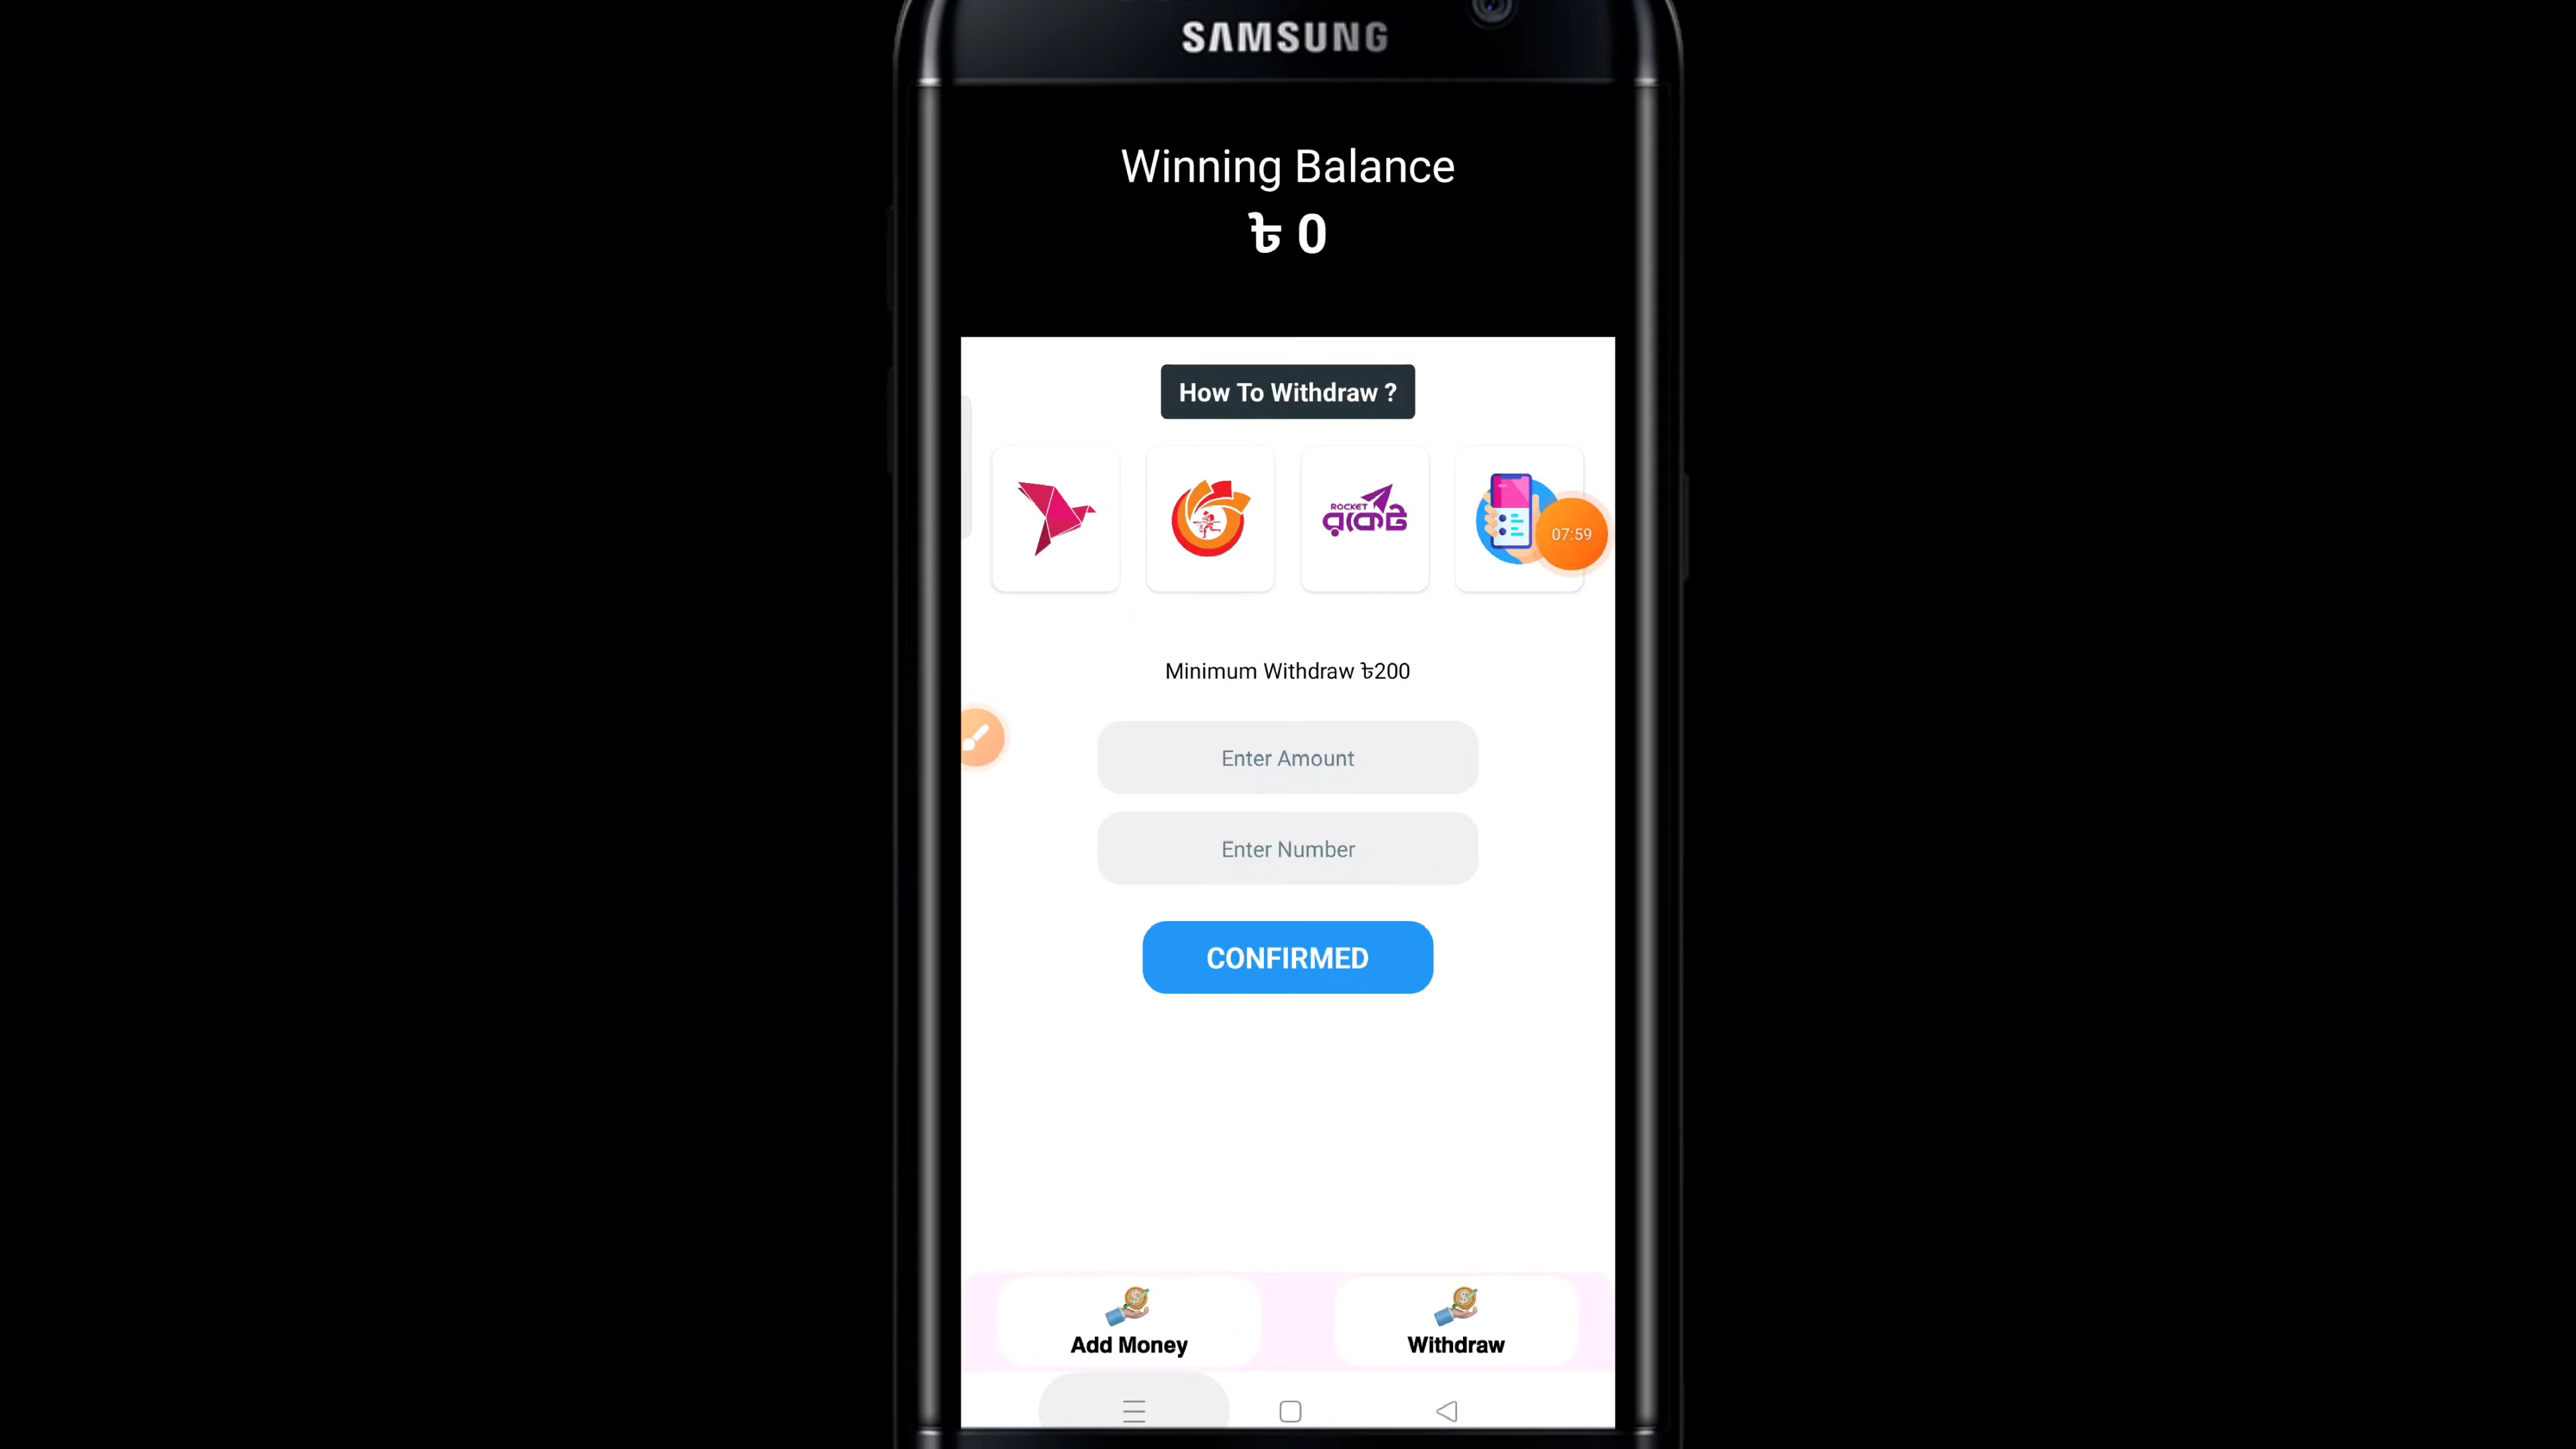 SAMSUNG
Winning Balance
৳ 0
How To Withdraw ?
ROCKET
রকেট
07:59
Minimum Withdraw ৳200
Enter Amount
Enter Number
CONFIRMED
Add Money
Withdraw